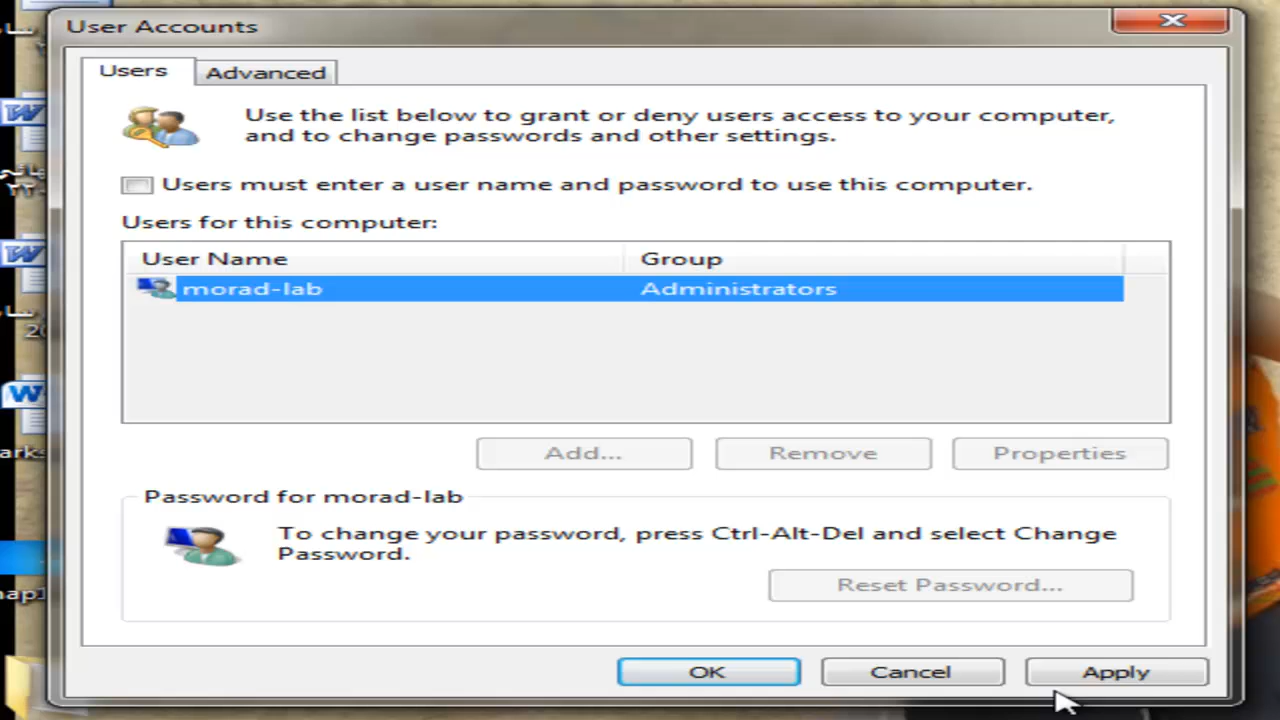 User Accounts
Users
Advanced
Use the list below to grant or deny users access to your computer,
and to change passwords and other settings.
Users must enter a user name and password to use this computer.
Users for this computer:
User Name
Group
morad-lab
Administrators
Add...
Remove
Properties
Password for morad-lab
To change your password, press Ctrl-Alt-Del and select Change
Password.
Reset Password...
OK
Cancel
Apply